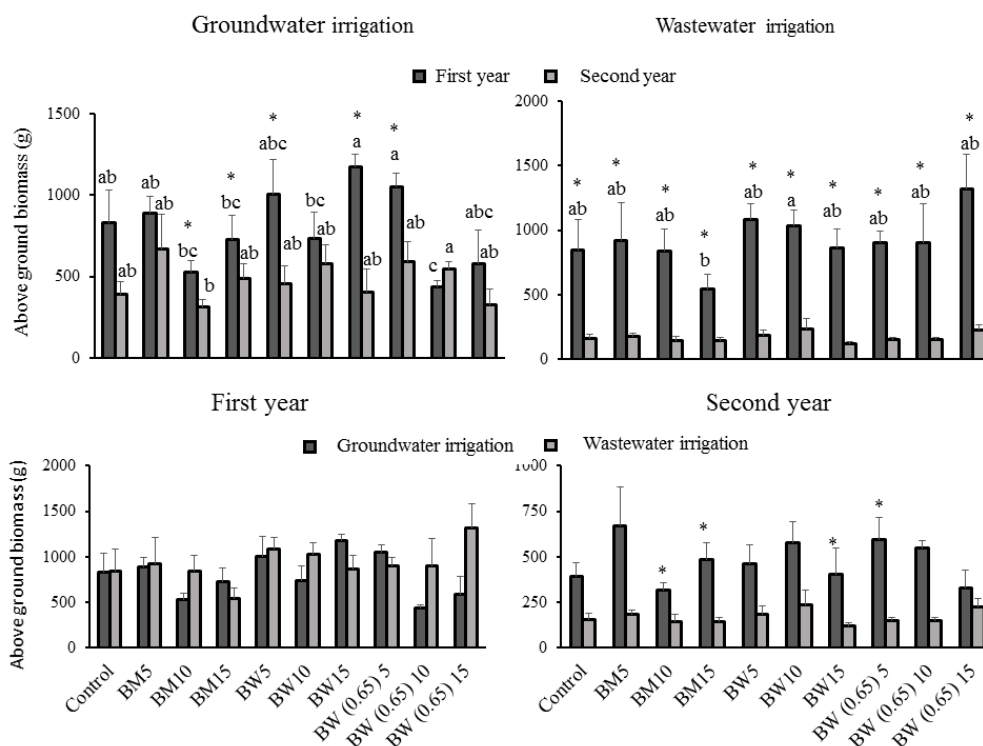 Groundwater irrigation
Wastewater irrigation
First year
Second year
Above ground biomass (g)
1500
1000
500
0
ab
ab
ab
ab
*
bc
b
*
bc
ab
*
abc
ab
bc
ab
*
a
ab
*
a
ab
c
a
abc
ab
2000
1500
1000
500
0
*
ab
*
ab
*
ab
*
b
*
ab
*
a
*
ab
*
ab
*
ab
*
ab
First year
Second year
Groundwater irrigation
Wastewater irrigation
Above ground biomass (g)
2000
1500
1000
500
0
Control
BM5
BM10
BM15
BW5
BW10
BW15
BW (0.65) 5
BW (0.65) 10
BW (0.65) 15
1000
750
500
250
0
*
*
*
*
Control
BM5
BM10
BM15
BW5
BW10
BW15
BW (0.65) 5
BW (0.65) 10
BW (0.65) 15